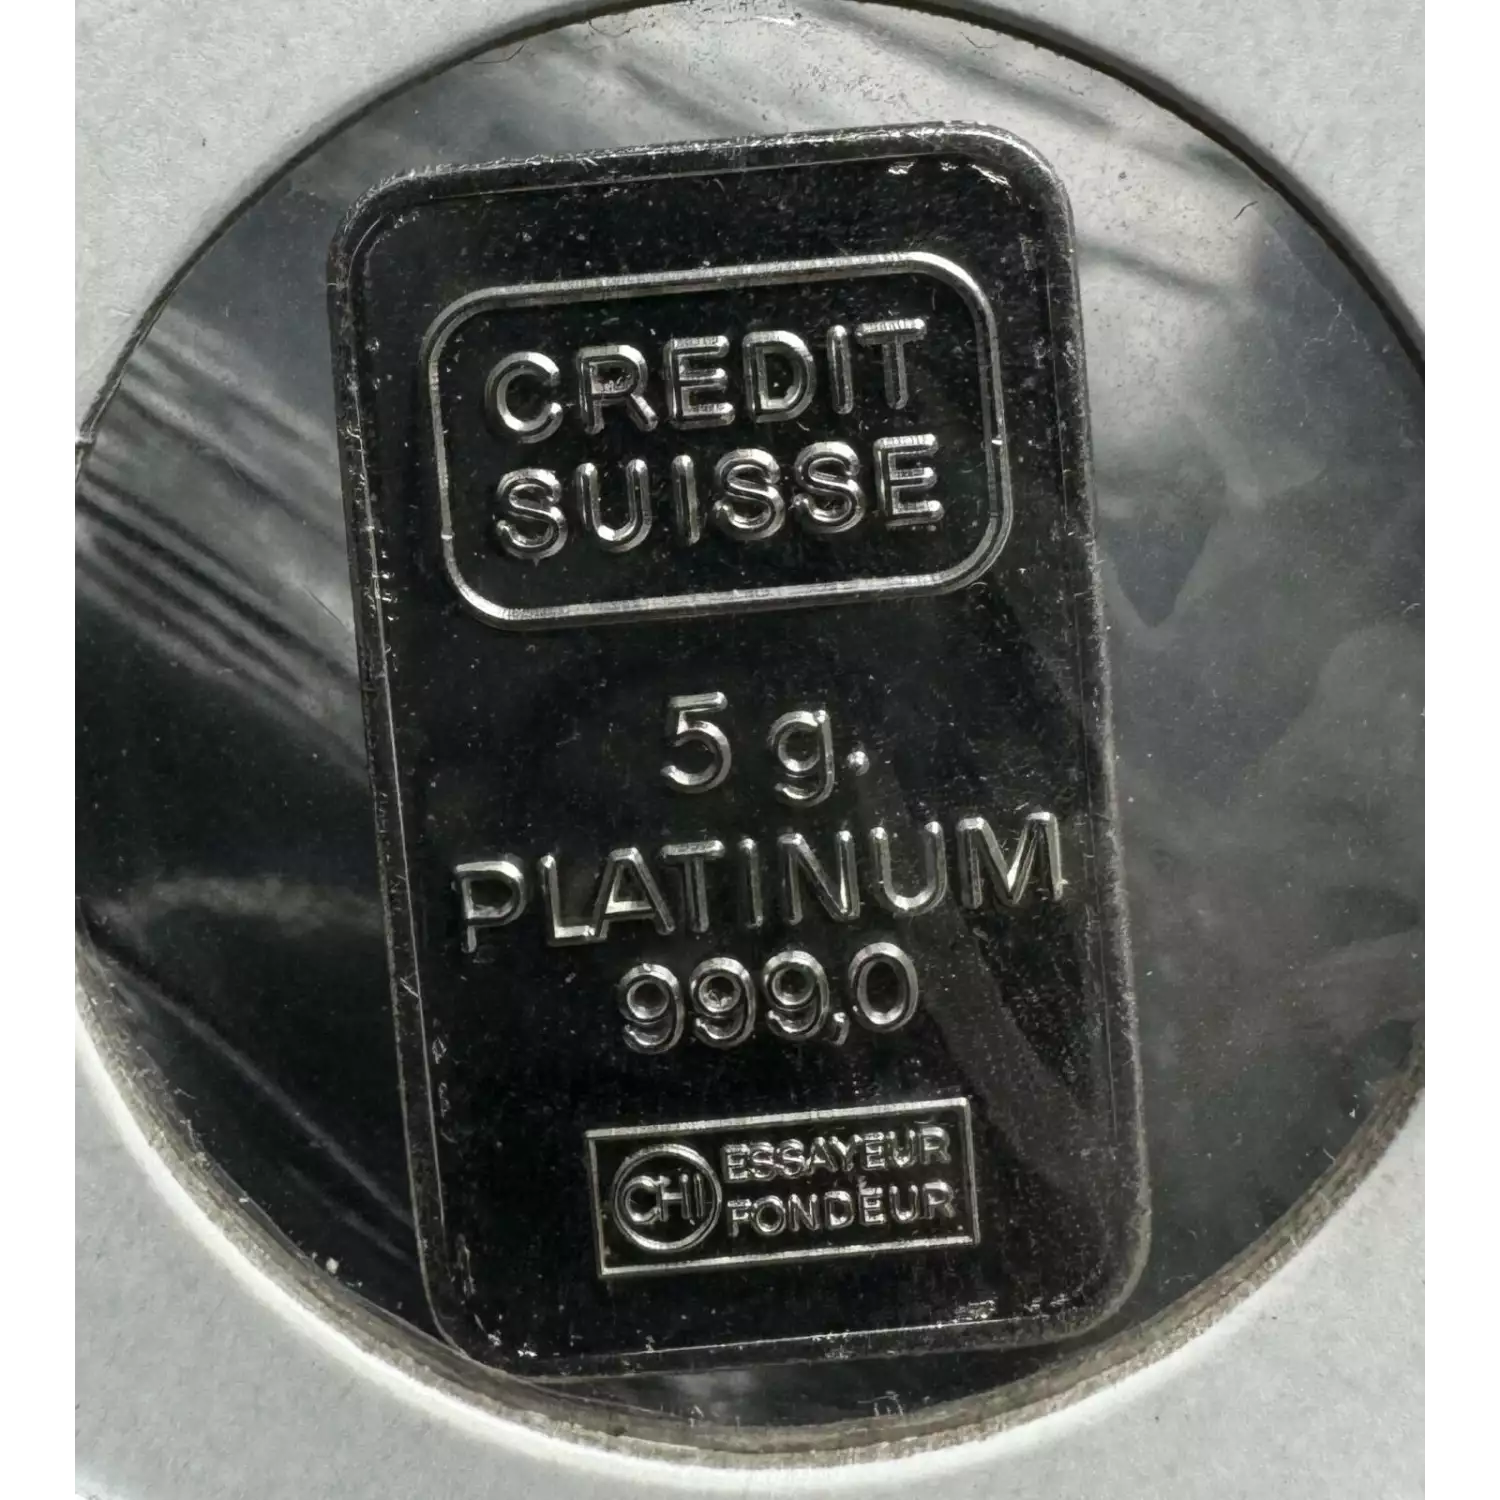 CREDIT
SUISSE
5 g.
PLATINUM
999,0
CHI ESSAYEUR
FONDEUR